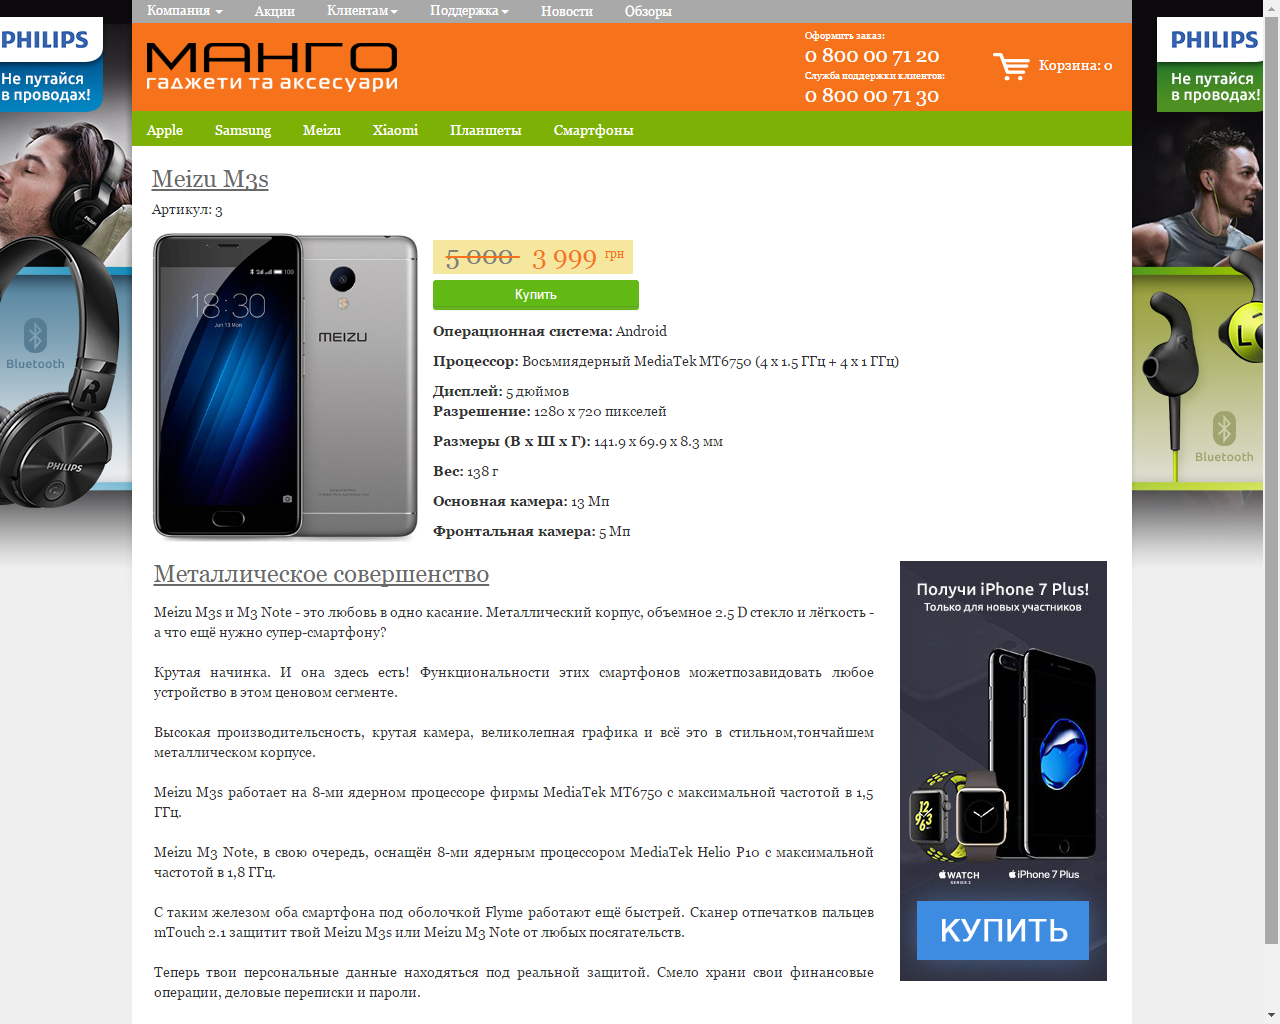 Компания
Акции
Клиентам
Поддержка
Новости
Обзоры
PHILIPS
Не путайся
в проводах!
PHILIPS
Не путайся
в проводах!
МАНГО
гаджети та аксесуари
Оформить заказ:
0 800 00 71 20
Служба поддержки клиентов:
0 800 00 71 30
Корзина: 0
Apple
Samsung
Meizu
Xiaomi
Планшеты
Смартфоны
Meizu M3s
Артикул: 3
5 000 3 999 грн
Купить
100
18:30
Jun 13 Mon
MEIZU
Операционная система: Android
Процессор: Восьмиядерный MediaTek MT6750 (4 x 1.5 ГГц + 4 x 1 ГГц)
Дисплей: 5 дюймов
Разрешение: 1280 x 720 пикселей
Размеры (В x Ш x Г): 141.9 x 69.9 x 8.3 мм
Вес: 138 г
Основная камера: 13 Мп
Фронтальная камера: 5 Мп
Bluetooth
R
PHILIPS
R
L
Bluetooth
Металлическое совершенство
Meizu M3s и M3 Note - это любовь в одно касание. Металлический корпус, объемное 2.5 D стекло и лёгкость -
а что ещё нужно супер-смартфону?
Крутая начинка. И она здесь есть! Функциональности этих смартфонов можетпозавидовать любое
устройство в этом ценовом сегменте.
Высокая производительсность, крутая камера, великолепная графика и всё это в стильном,тончайшем
металлическом корпусе.
Meizu M3s работает на 8-ми ядерном процессоре фирмы MediaTek MT6750 с максимальной частотой в 1,5
ГГц.
Meizu M3 Note, в свою очередь, оснащён 8-ми ядерным процессором MediaTek Helio P10 с максимальной
частотой в 1,8 ГГц.
С таким железом оба смартфона под оболочкой Flyme работают ещё быстрей. Сканер отпечатков пальцев
mTouch 2.1 защитит твой Meizu M3s или Meizu M3 Note от любых посягательств.
Теперь твои персональные данные находяться под реальной защитой. Смело храни свои финансовые
операции, деловые переписки и пароли.
Получи iPhone 7 Plus!
Только для новых участников
WATCH
SERIES 2
iPhone 7 Plus
КУПИТЬ